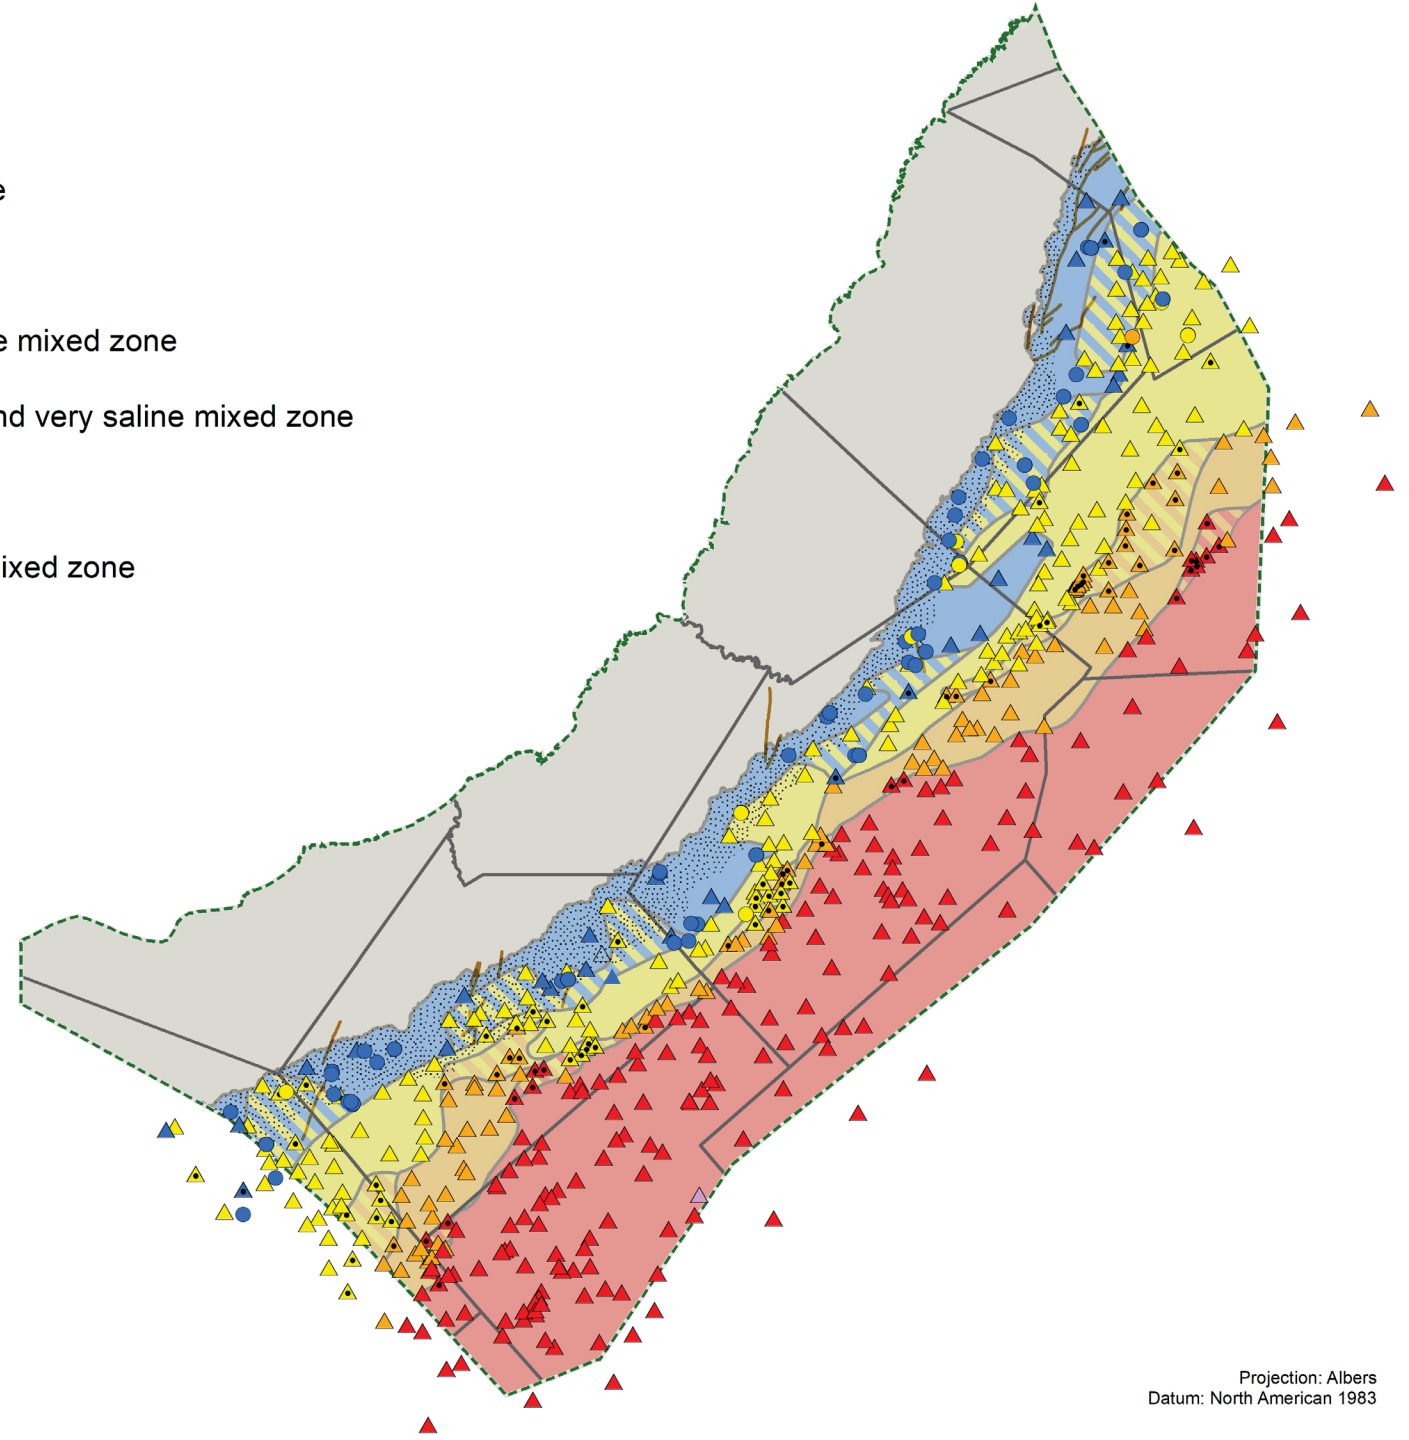 e
e mixed zone
nd very saline mixed zone
ixed zone
Projection: Albers
Datum: North American 1983